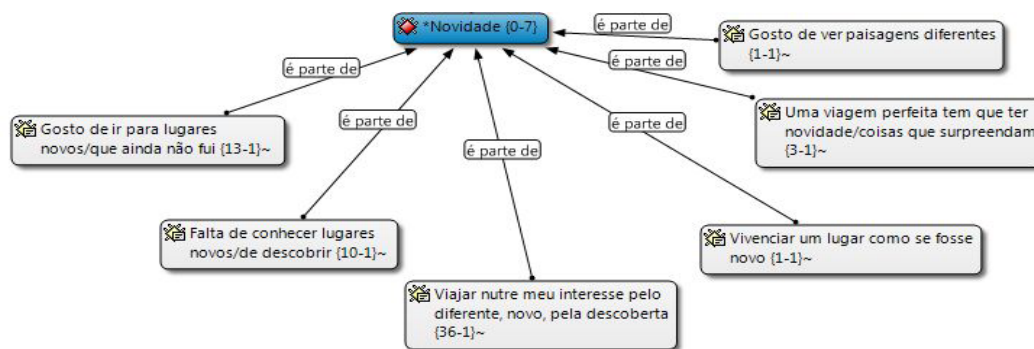 *Novidade {0-7}
é parte de
Gosto de ver paisagens diferentes
{1-1}~
é parte de
é parte de
Uma viagem perfeita tem que ter
novidade/coisas que surpreendam
{3-1}~
é parte de
é parte de
Gosto de ir para lugares
novos/que ainda não fui {13-1}~
é parte de
Falta de conhecer lugares
novos/de descobrir {10-1}~
Vivenciar um lugar como se fosse
novo {1-1}~
Viajar nutre meu interesse pelo
diferente, novo, pela descoberta
{36-1}~